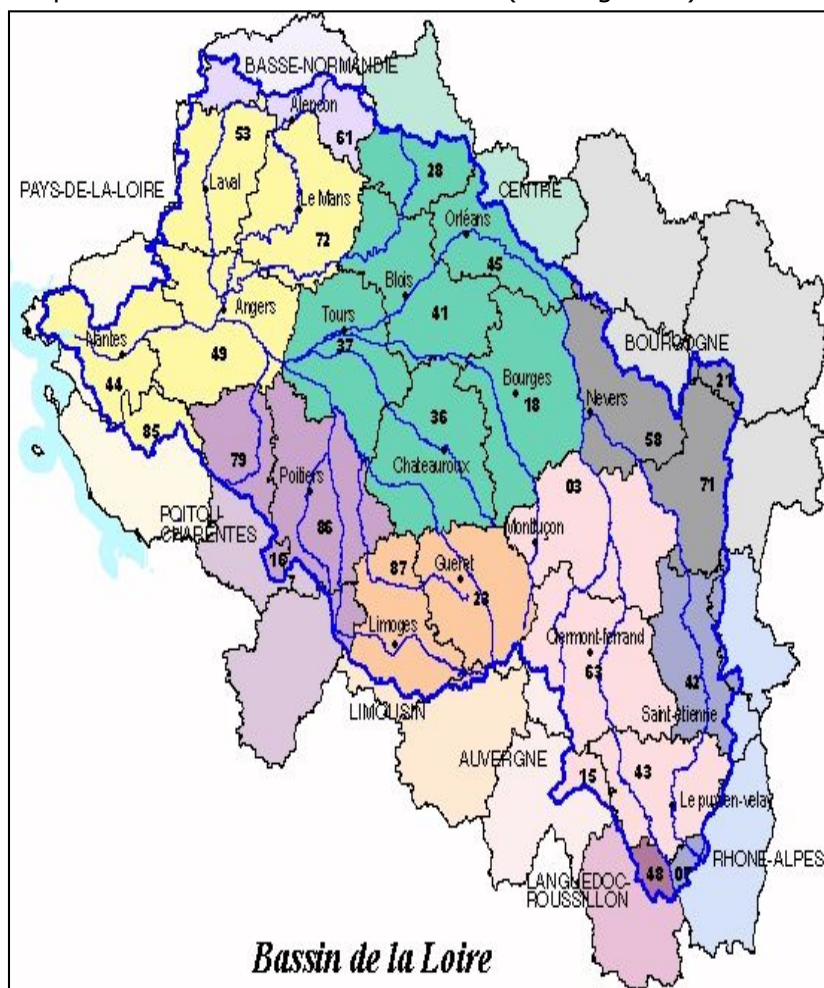 BASSE-NORMANDIE
Alençon
53
61
28
PAYS-DE-LA-LOIRE
Laval
CENTRE
Le Mans
Orléans
72
45
Blois
Angers
Tours
41
BOURGOGNE
Nantes
37
49
21
44
Bourges
Nevers
18
36
85
58
79
Chateauroux
71
Poitiers
03
POITOU-
CHARENTES
86
Montluçon
16
87
Guéret
23
Limoges
Clermont-ferrand
63
42
LIMOUSIN
Saint-étienne
AUVERGNE
15
43
Le puy-en-velay
RHONE-ALPES
48
07
LANGUEDOC-
ROUSSILLON
Bassin de la Loire